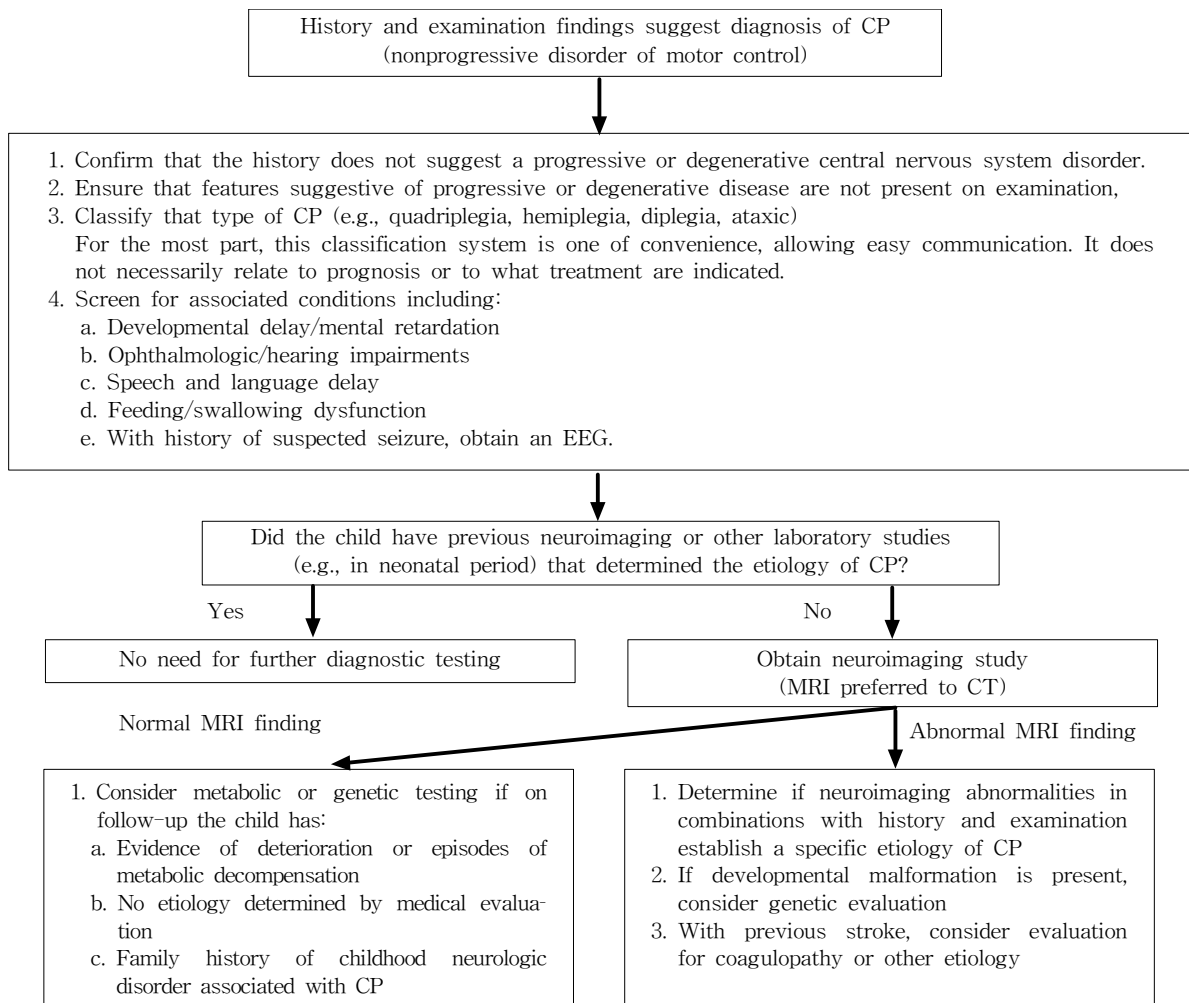 History and examination findings suggest diagnosis of CP
(nonprogressive disorder of motor control)
1. Confirm that the history does not suggest a progressive or degenerative central nervous system disorder.
2. Ensure that features suggestive of progressive or degenerative disease are not present on examination,
3. Classify that type of CP (e.g., quadriplegia, hemiplegia, diplegia, ataxic)
For the most part, this classification system is one of convenience, allowing easy communication. It does
not necessarily relate to prognosis or to what treatment are indicated.
4. Screen for associated conditions including:
a. Developmental delay/mental retardation
b. Ophthalmologic/hearing impairments
c. Speech and language delay
d. Feeding/swallowing dysfunction
e. With history of suspected seizure, obtain an EEG.
Did the child have previous neuroimaging or other laboratory studies
(e.g., in neonatal period) that determined the etiology of CP?
Yes
No
No need for further diagnostic testing
Obtain neuroimaging study
(MRI preferred to CT)
Normal MRI finding
Abnormal MRI finding
1. Consider metabolic or genetic testing if on
follow-up the child has:
a. Evidence of deterioration or episodes of
metabolic decompensation
b. No etiology determined by medical evalua-
tion
c. Family history of childhood neurologic
disorder associated with CP
1. Determine if neuroimaging abnormalities in
combinations with history and examination
establish a specific etiology of CP
2. If developmental malformation is present,
consider genetic evaluation
3. With previous stroke, consider evaluation
for coagulopathy or other etiology